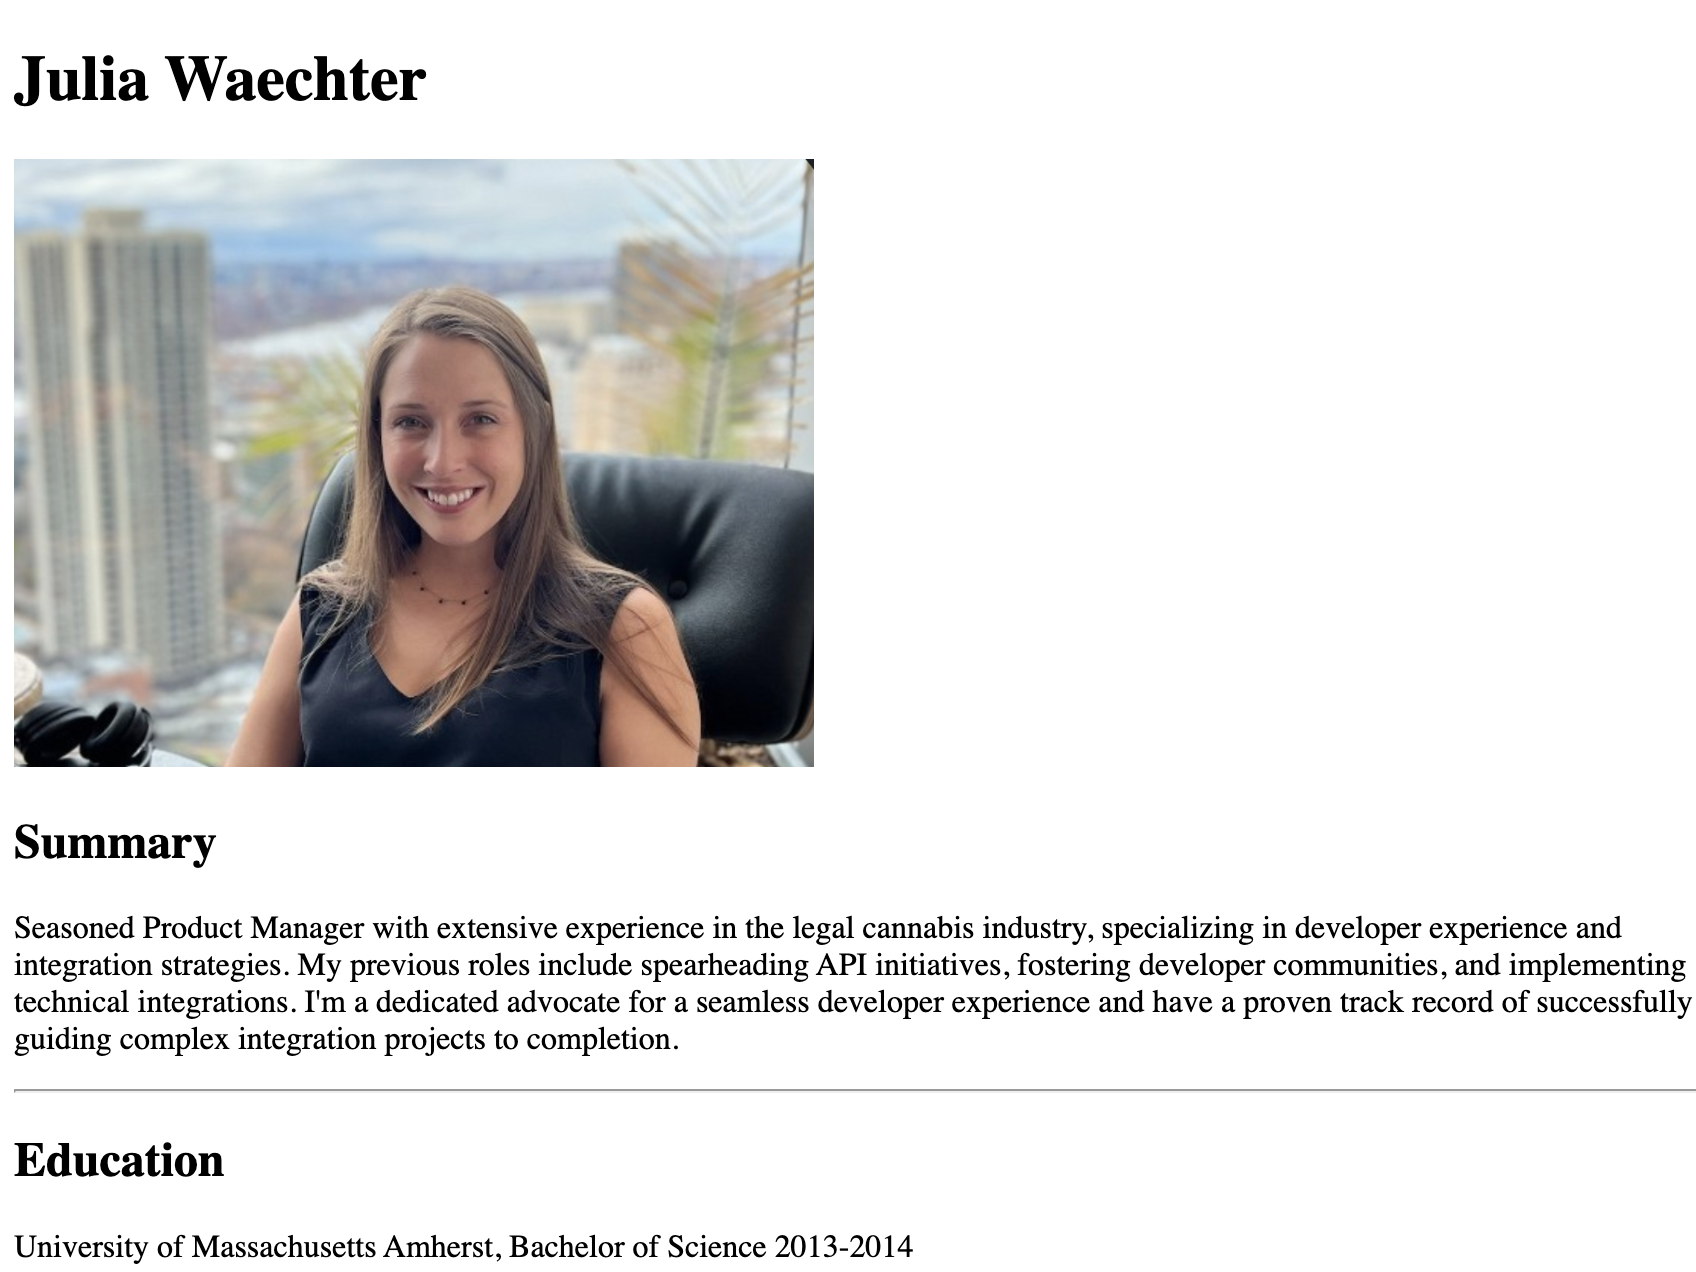 Julia Waechter
Summary
Seasoned Product Manager with extensive experience in the legal cannabis industry, specializing in developer experience and
integration strategies. My previous roles include spearheading API initiatives, fostering developer communities, and implementing
technical integrations. I'm a dedicated advocate for a seamless developer experience and have a proven track record of successfully
guiding complex integration projects to completion.
Education
University of Massachusetts Amherst, Bachelor of Science 2013-2014